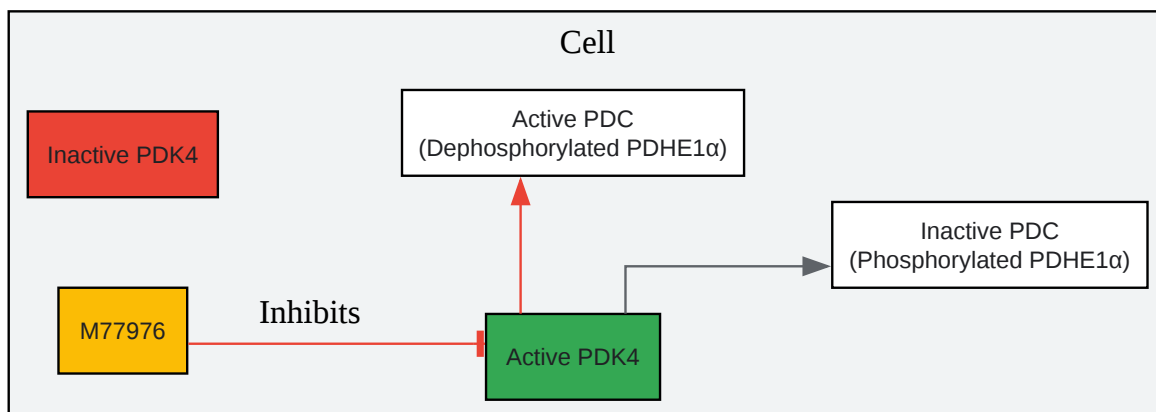 Cell
Inactive PDK4
Active PDC
(Dephosphorylated PDHE1α)
Inactive PDC
(Phosphorylated PDHE1α)
M77976
Inhibits
Active PDK4